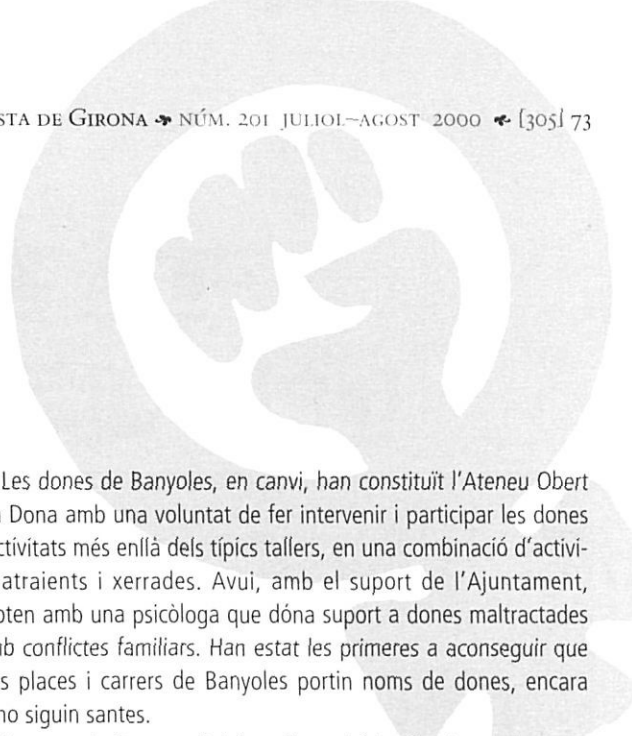 STA DE GIRONA NÚM. 201 JULIOL–AGOST 2000 [305] 73
Les dones de Banyoles, en canvi, han constituït l'Ateneu Obert
Dona amb una voluntat de fer intervenir i participar les dones
ctivitats més enllà dels típics tallers, en una combinació d'activi-
atraients i xerrades. Avui, amb el suport de l'Ajuntament,
pten amb una psicòloga que dóna suport a dones maltractades
b conflictes familiars. Han estat les primeres a aconseguir que
s places i carrers de Banyoles portin noms de dones, encara
no siguin santes.